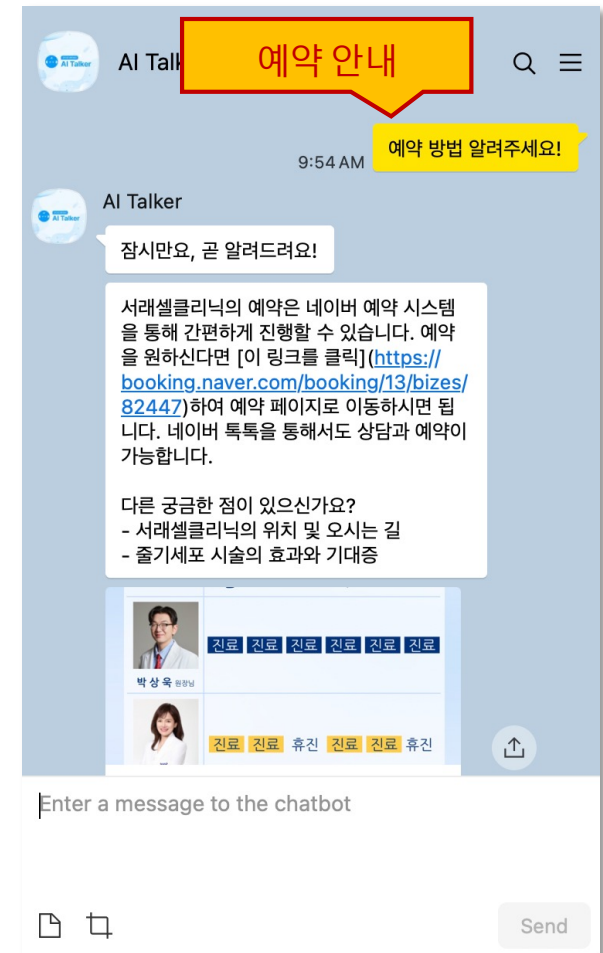 AI Talker
AI Talk
예약 안내
예약 방법 알려주세요!
9:54 AM
AI Talker
AI Talker
잠시만요, 곧 알려드려요!
서래셀클리닉의 예약은 네이버 예약 시스템
을 통해 간편하게 진행할 수 있습니다. 예약
을 원하신다면 [이 링크를 클릭](https://
booking.naver.com/booking/13/bizes/
82447)하여 예약 페이지로 이동하시면 됩
니다. 네이버 톡톡을 통해서도 상담과 예약이
가능합니다.
다른 궁금한 점이 있으신가요?
- 서래셀클리닉의 위치 및 오시는 길
- 줄기세포 시술의 효과와 기대증
진료 진료 진료 진료 진료 진료
박상욱 원장님
진료 진료 휴진 진료 진료 휴진
Enter a message to the chatbot
Send